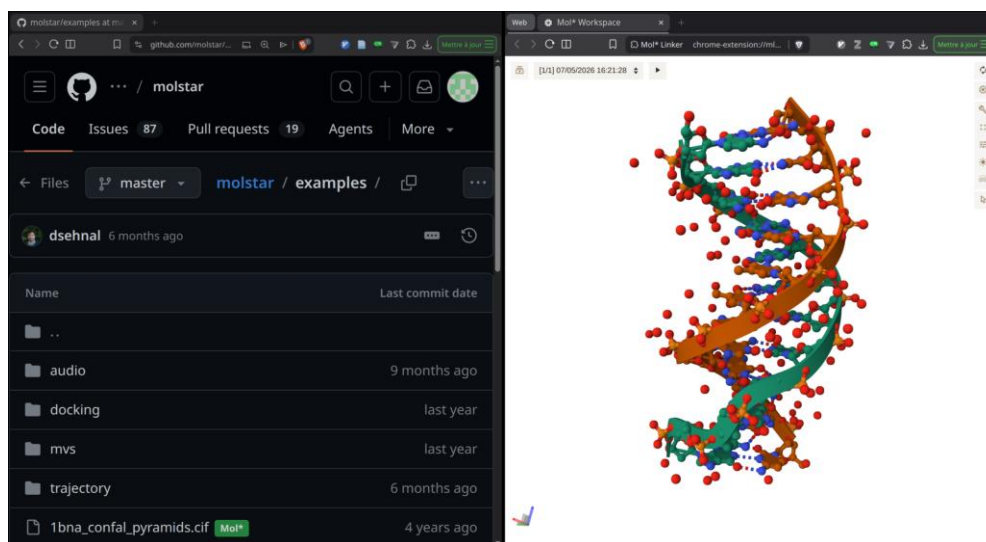 molstar/examples at ma
github.com/molstar/...
Mettre à jour
... / molstar
Code Issues 87 Pull requests 19 Agents More
Files master molstar / examples /
dsehnal 6 months ago
Name Last commit date
..
audio 9 months ago
docking last year
mvs last year
trajectory 6 months ago
1bna_confal_pyramids.cif Mol* 4 years ago
Web Mol* Workspace
Mol* Linker chrome-extension://ml...
Mettre à jour
[1/1] 07/05/2026 16:21:28